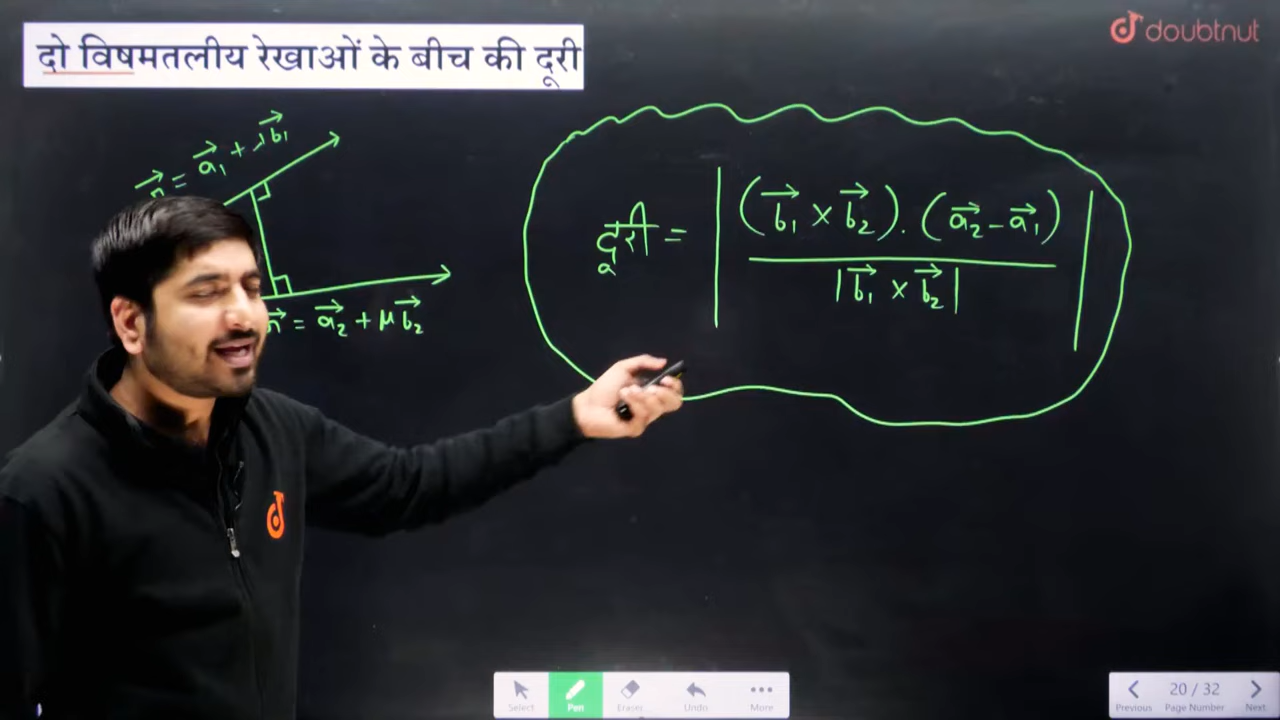 दो विषमतलीय रेखाओं के बीच की दूरी
doubtnut
r⃗ = a⃗₁ + λb⃗₁
दूरी = | (b⃗₁ × b⃗₂) . (a⃗₂ - a⃗₁) / |b⃗₁ × b⃗₂| |
r⃗ = a⃗₂ + μ b⃗₂
Select Pen Eraser Undo More
20 / 32
Previous Page Number Next